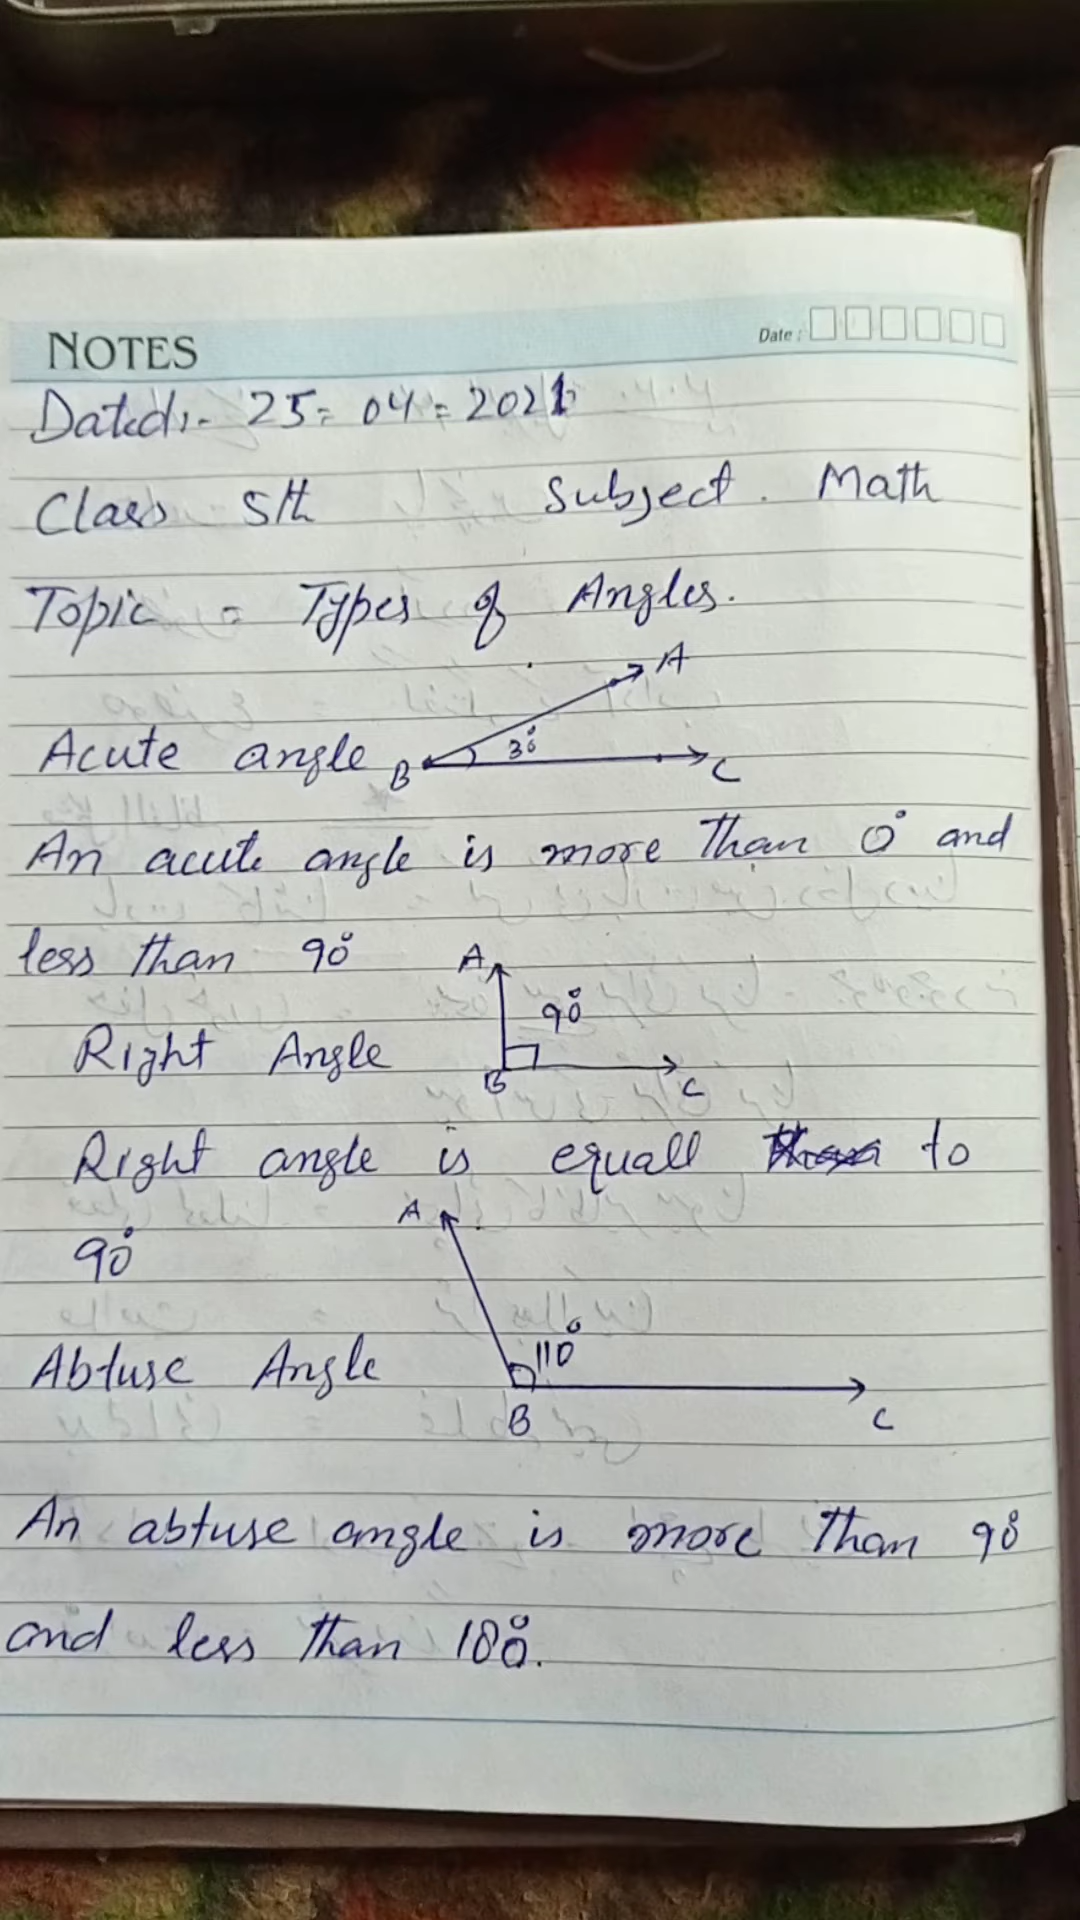 NOTES
Date:
Dated:- 25-04-2021
Class 5th Subject. Math
Topic = Types of Angles.
A
Acute angle B 30° C
An acute angle is more than 0° and
less than 90° A
90°
Right Angle
B C
Right angle is equall to
A
90°
110°
Abtuse Angle
B C
An abtuse angle is more than 90°
and less than 180°.